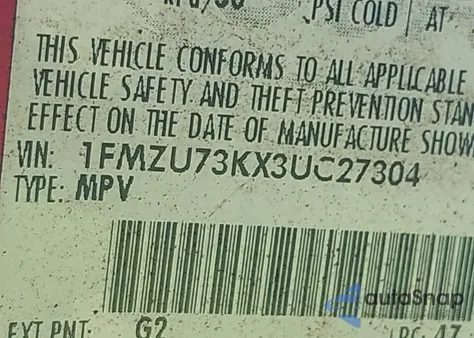 PSI COLD | AT
THIS VEHICLE CONFORMS TO ALL APPLICABLE
VEHICLE SAFETY AND THEFT PREVENTION STAN
EFFECT ON THE DATE OF MANUFACTURE SHOW
VIN: 1FMZU73KX3UC27304
TYPE: MPV
autoSnap
EXT PNT: G2